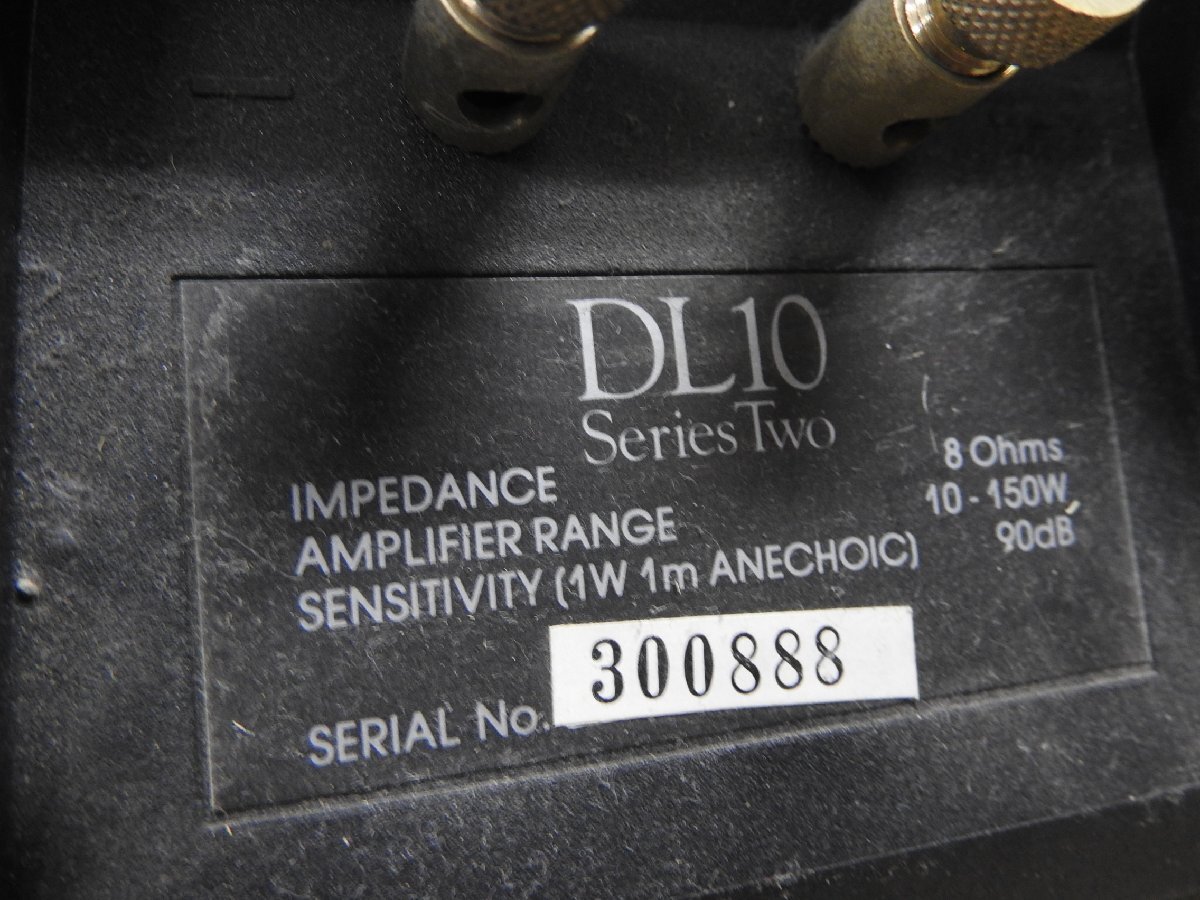 DL10
Series Two
IMPEDANCE 8 Ohms
AMPLIFIER RANGE 10 - 150W
SENSITIVITY (1W 1m ANECHOIC) 90dB
SERIAL No. 300888